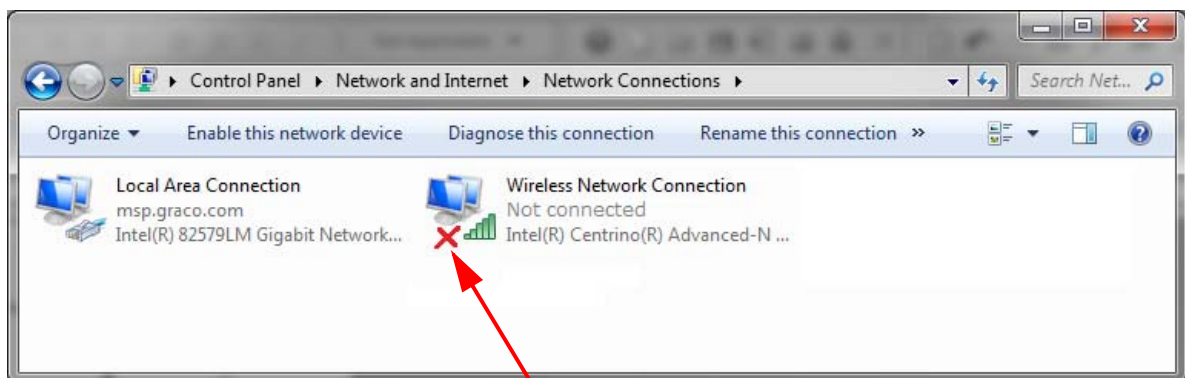 Control Panel Network and Internet Network Connections Search Net...
Organize Enable this network device Diagnose this connection Rename this connection »
Local Area Connection
msp.graco.com
Intel(R) 82579LM Gigabit Network...
Wireless Network Connection
Not connected
Intel(R) Centrino(R) Advanced-N ...